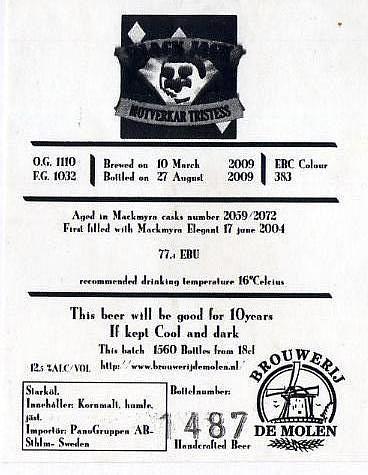 BLACK JACK
MOTVERKAR TRISTESS
O.G. 1110
F.G. 1032
Brewed on 10 March 2009
Bottled on 27 August 2009
EBC Colour
383
Aged in Mackmyra casks number 2059/2072
First filled with Mackmyra Elegant 17 june 2004
77,1 EBU
recommended drinking temperature 16°Celcius
This beer will be good for 10years
If kept Cool and dark
This batch 1560 Bottles from 18cl
12,5 %ALC/VOL http://www.brouwerijdemolen.nl/
Starköl.
Innehåller: Kornmalt, humle,
jäst.
Importör: PanoGruppen AB-
Sthlm- Sweden
Bottelnumber:
1487
Handcrafted Beer
BROUWERIJ
DE MOLEN